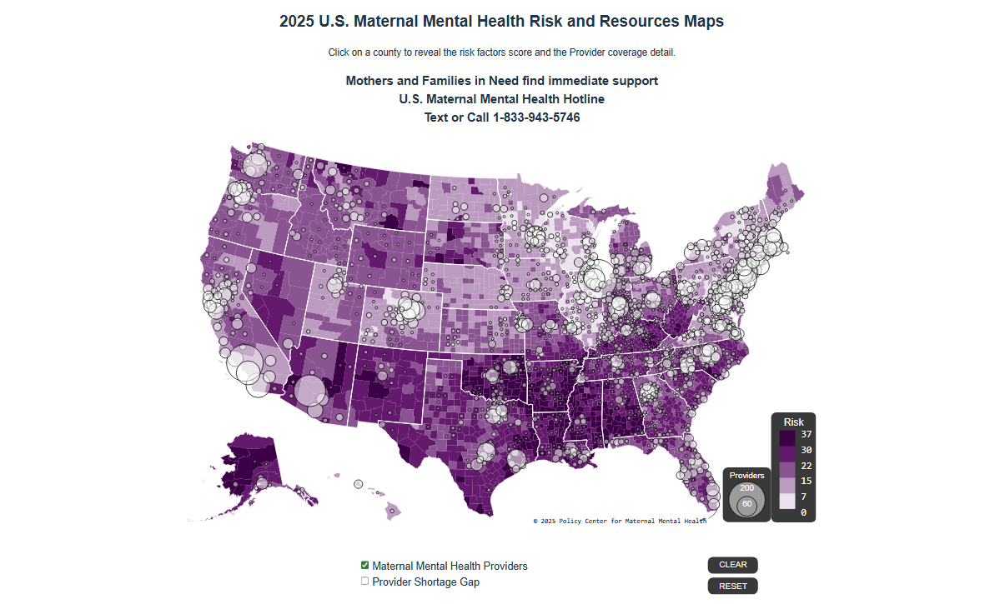 2025 U.S. Maternal Mental Health Risk and Resources Maps
Click on a county to reveal the risk factors score and the Provider coverage detail.
Mothers and Families in Need find immediate support
U.S. Maternal Mental Health Hotline
Text or Call 1-833-943-5746
Risk
37
30
22
15
7
0
Providers
200
60
© 2025 Policy Center for Maternal Mental Health
Maternal Mental Health Providers
Provider Shortage Gap
CLEAR
RESET